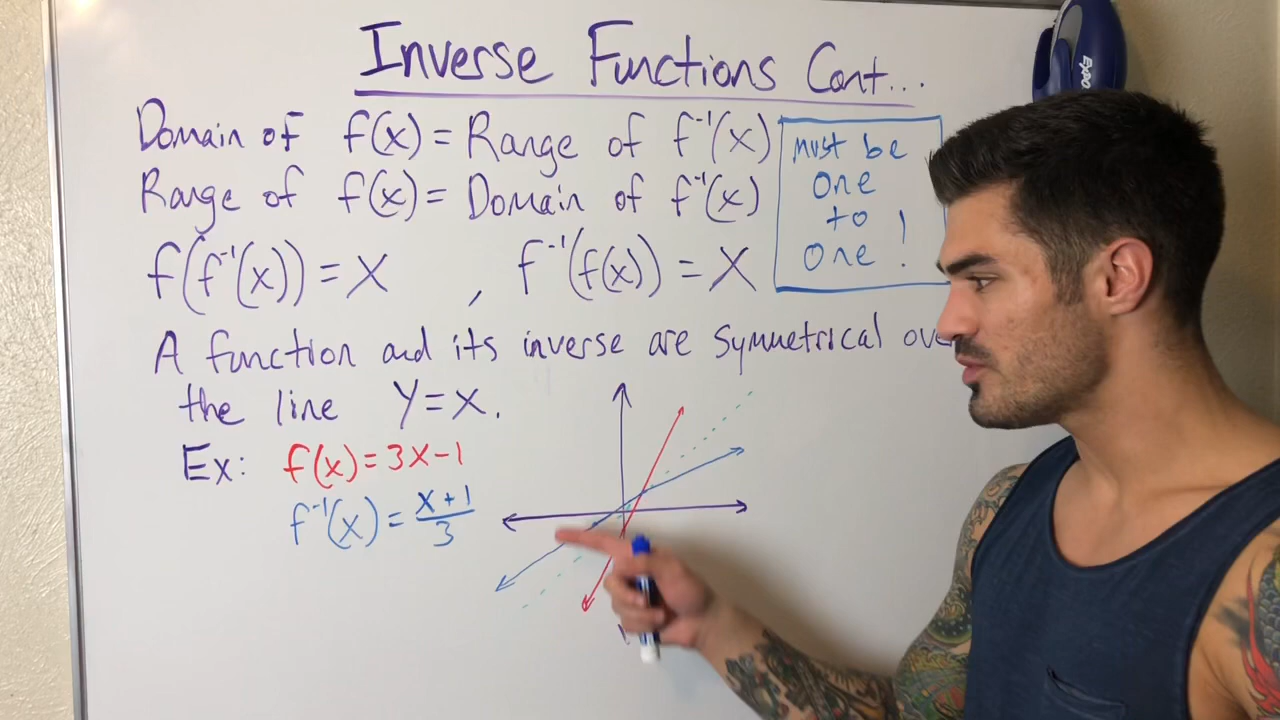 Inverse Functions Cont...
Domain of f(x) = Range of f⁻¹(x)
Range of f(x) = Domain of f⁻¹(x)
must be
one
to
one!
f(f⁻¹(x)) = X , f⁻¹(f(x)) = X
A function and its inverse are symmetrical
the line Y=X.
Ex: f(x)=3x-1
f⁻¹(x) = x+1/3
EXPO